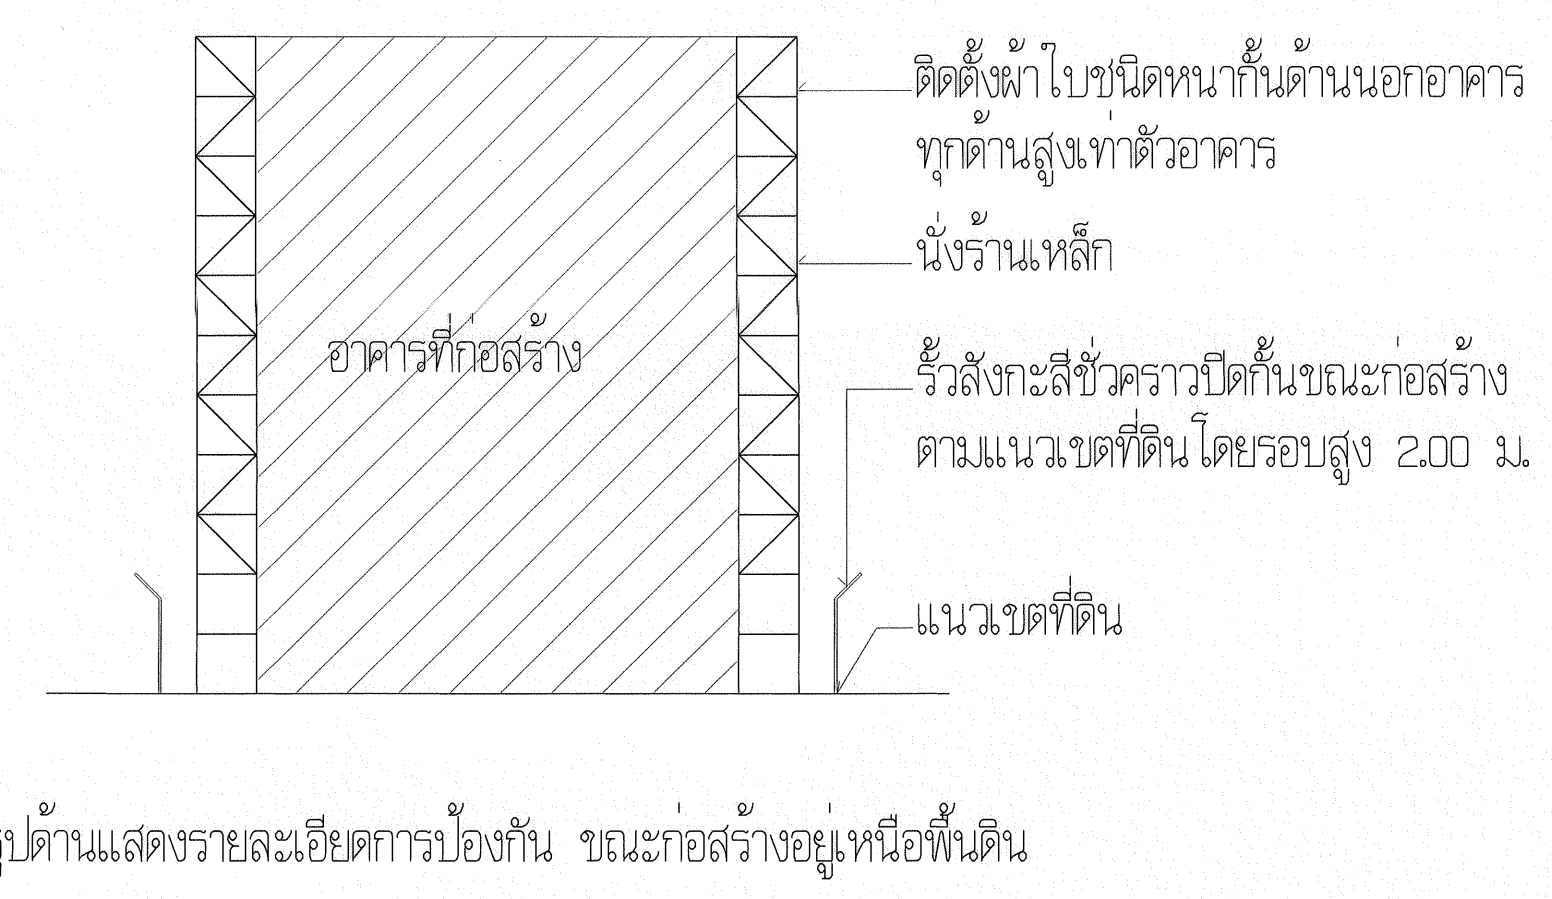 ติดตั้งผ้าใบชนิดหนากั้นด้านนอกอาคาร
ทุกด้านสูงเท่าตัวอาคาร
นั่งร้านเหล็ก
อาคารที่ก่อสร้าง
รั้วสังกะสีชั่วคราวปิดกั้นขณะก่อสร้าง
ตามแนวเขตที่ดินโดยรอบสูง 2.00 ม.
แนวเขตที่ดิน
รูปด้านแสดงรายละเอียดการป้องกัน ขณะก่อสร้างอยู่เหนือพื้นดิน